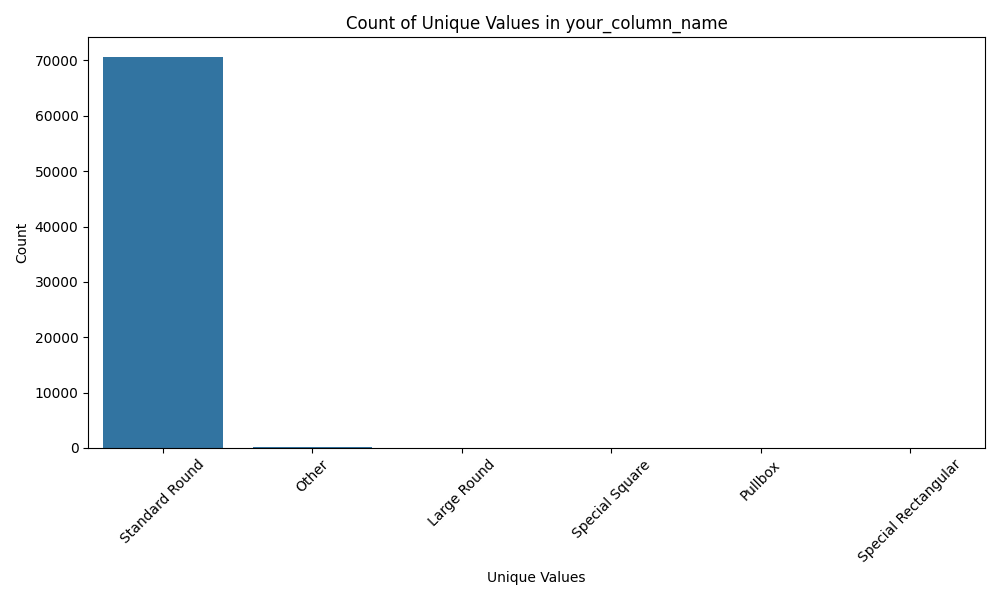 Count of Unique Values in your_column_name
Count
70000
60000
50000
40000
30000
20000
10000
0
Standard Round
Other
Large Round
Special Square
Pullbox
Special Rectangular
Unique Values